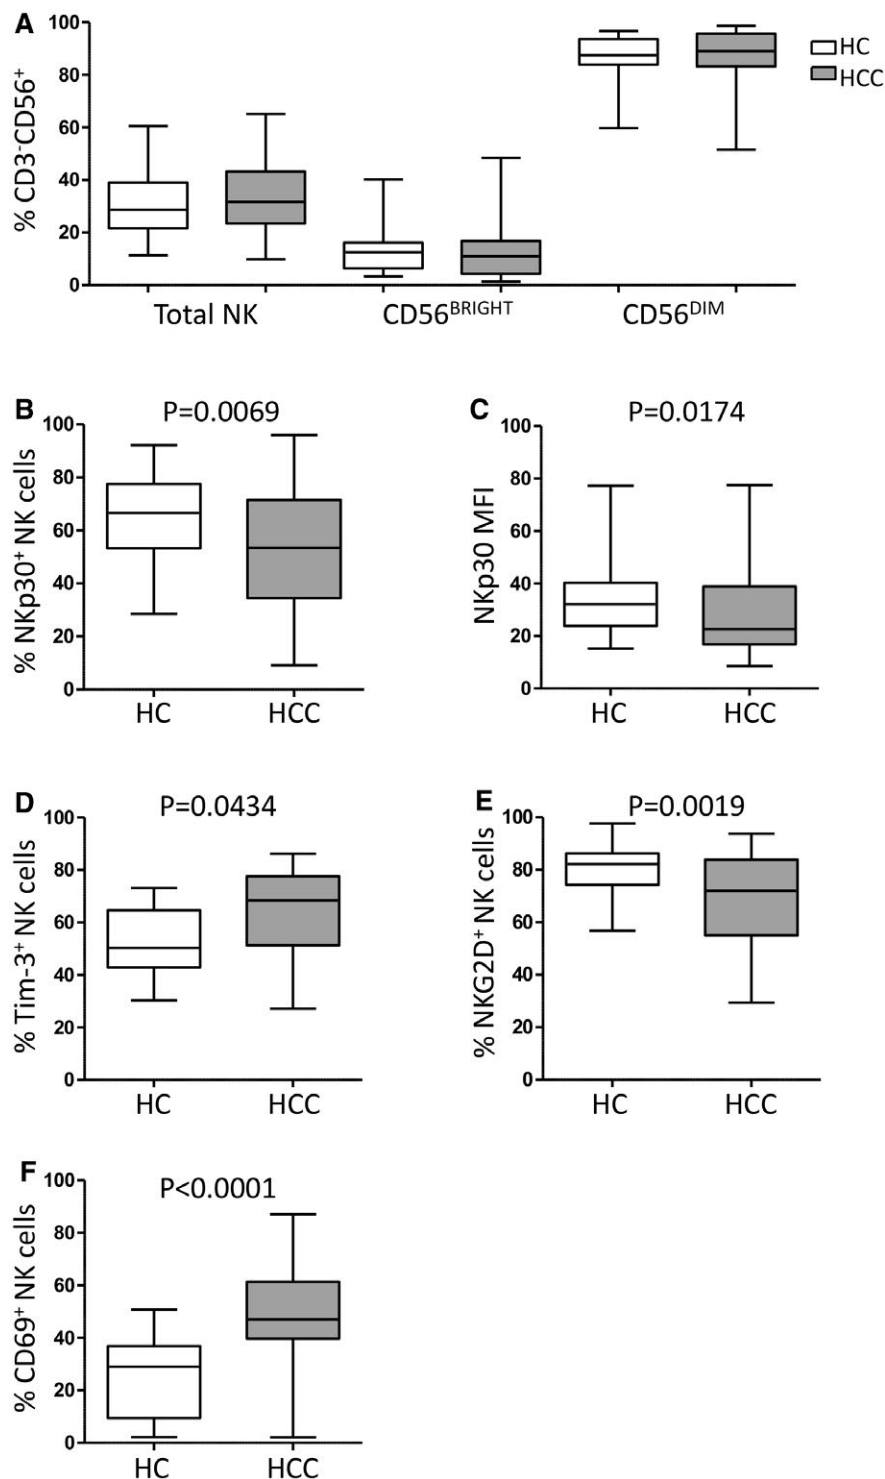 A
% CD3-CD56+
100
80
60
40
20
0
Total NK
CD56BRIGHT
CD56DIM
HC
HCC
B
P=0.0069
% NKp30+ NK cells
100
80
60
40
20
0
HC
HCC
C
P=0.0174
NKp30 MFI
100
80
60
40
20
0
HC
HCC
D
P=0.0434
% Tim-3+ NK cells
100
80
60
40
20
0
HC
HCC
E
P=0.0019
% NKG2D+ NK cells
100
80
60
40
20
0
HC
HCC
F
P<0.0001
% CD69+ NK cells
100
80
60
40
20
0
HC
HCC